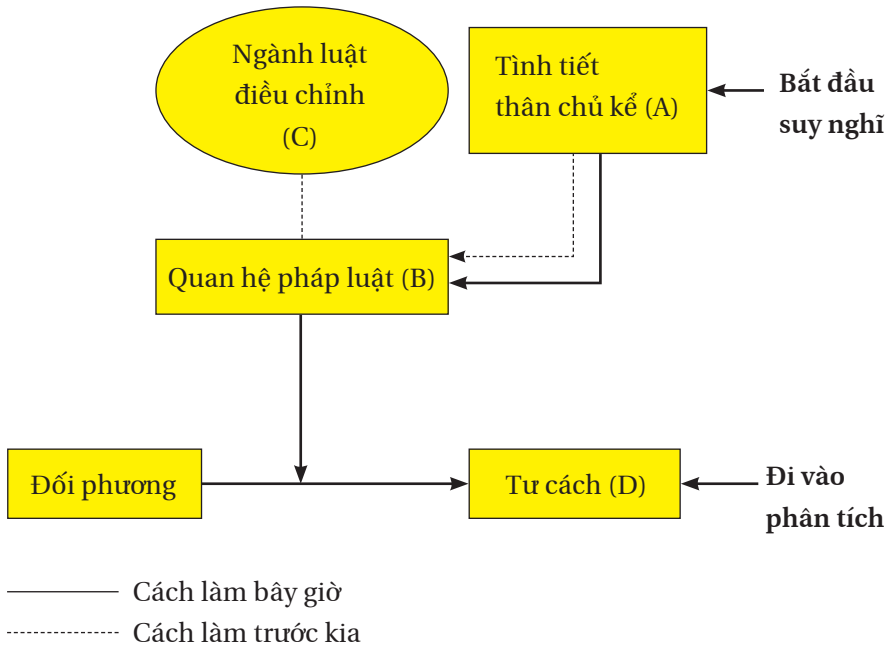 Ngành luật
điều chỉnh
(C)
Tình tiết
thân chủ kể (A)
Bắt đầu
suy nghĩ
Quan hệ pháp luật (B)
Đối phương
Tư cách (D)
Đi vào
phân tích
Cách làm bây giờ
Cách làm trước kia